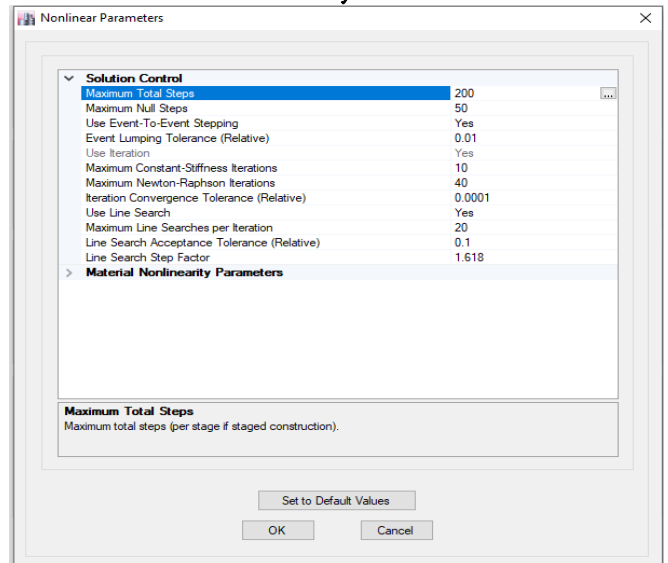 Nonlinear Parameters
Solution Control
Maximum Total Steps 200 ...
Maximum Null Steps 50
Use Event-To-Event Stepping Yes
Event Lumping Tolerance (Relative) 0.01
Use Iteration Yes
Maximum Constant-Stiffness Iterations 10
Maximum Newton-Raphson Iterations 40
Iteration Convergence Tolerance (Relative) 0.0001
Use Line Search Yes
Maximum Line Searches per Iteration 20
Line Search Acceptance Tolerance (Relative) 0.1
Line Search Step Factor 1.618
Material Nonlinearity Parameters
Maximum Total Steps
Maximum total steps (per stage if staged construction).
Set to Default Values
OK Cancel